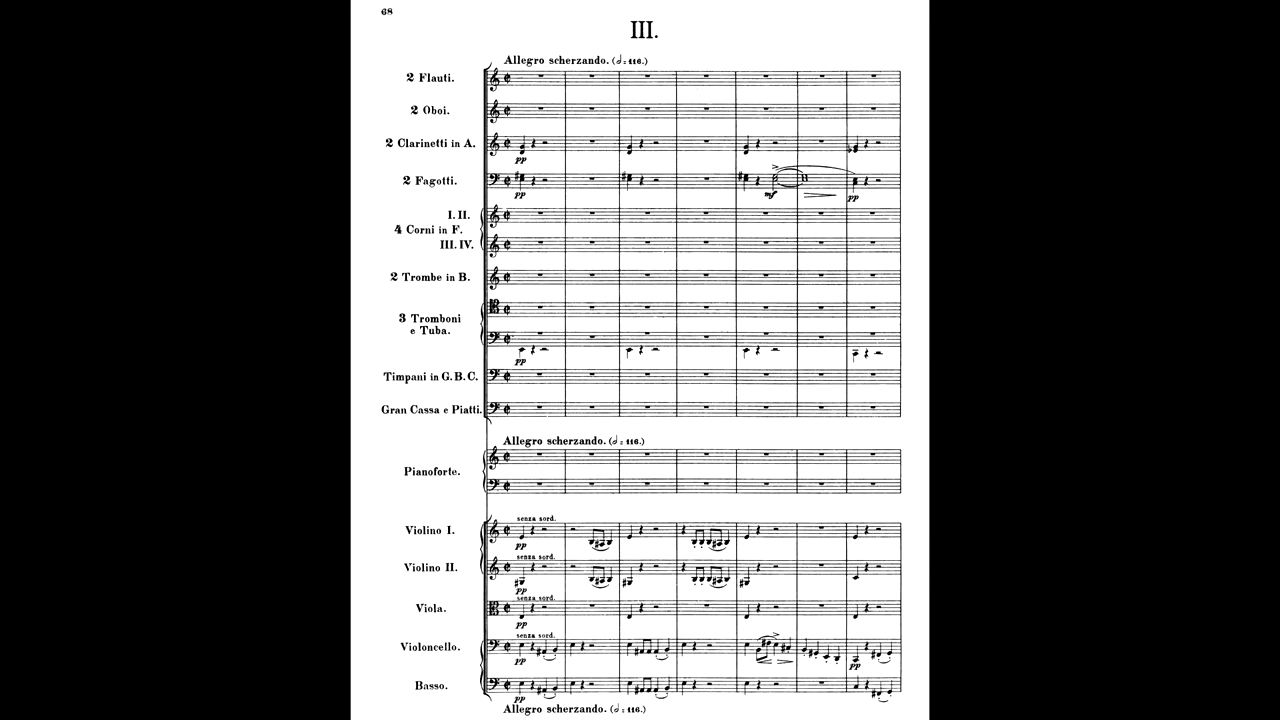 68
III.
Allegro scherzando. (𝅗𝅥 = 116.)
2 Flauti.
2 Oboi.
2 Clarinetti in A.
pp
2 Fagotti.
pp
mf
pp
I. II.
4 Corni in F.
III. IV.
2 Trombe in B.
3 Tromboni
e Tuba.
pp
Timpani in G. B. C.
Gran Cassa e Piatti.
Allegro scherzando. (𝅗𝅥 = 116.)
Pianoforte.
senza sord.
Violino I.
pp
senza sord.
Violino II.
pp
senza sord.
Viola.
pp
senza sord.
Violoncello.
pp
pp
Basso.
pp
Allegro scherzando. (𝅗𝅥 = 116.)